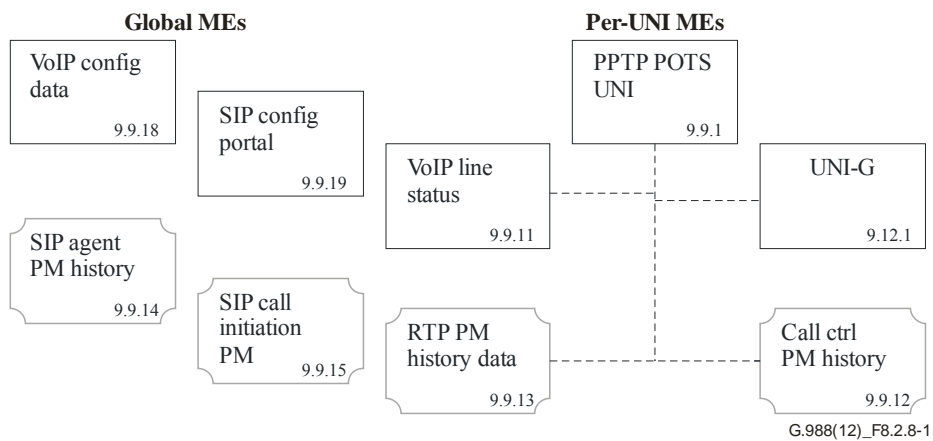 Global MEs
Per-UNI MEs
VoIP config
data
9.9.18
SIP config
portal
9.9.19
PPTP POTS
UNI
9.9.1
VoIP line
status
9.9.11
UNI-G
9.12.1
SIP agent
PM history
9.9.14
SIP call
initiation
PM
9.9.15
RTP PM
history data
9.9.13
Call ctrl
PM history
9.9.12
G.988(12)_F8.2.8-1